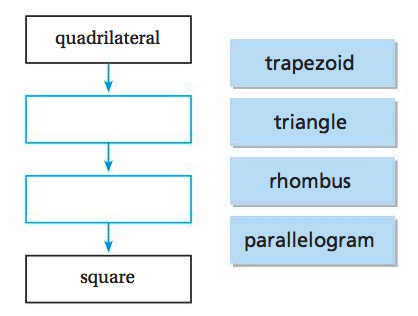 quadrilateral
square
trapezoid
triangle
rhombus
parallelogram